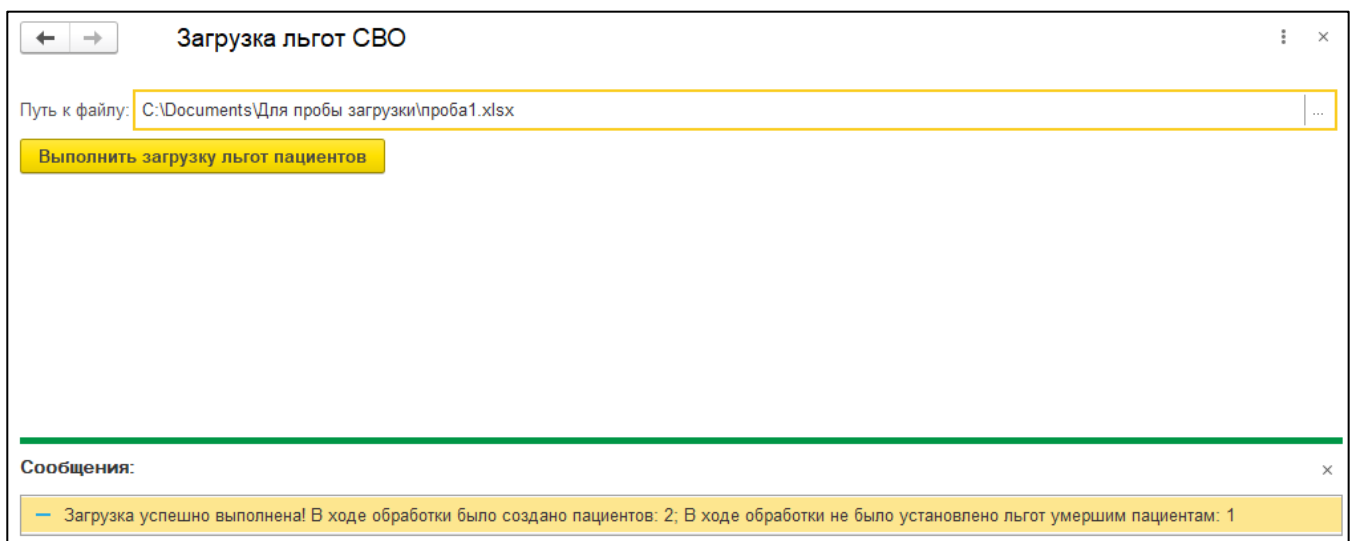 Загрузка льгот СВО
Путь к файлу: C:\Documents\Для пробы загрузки\проба1.xlsx ...
Выполнить загрузку льгот пациентов
Сообщения:
Загрузка успешно выполнена! В ходе обработки было создано пациентов: 2; В ходе обработки не было установлено льгот умершим пациентам: 1